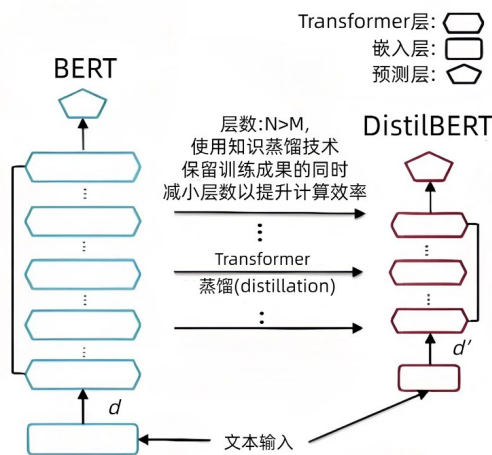 Transformer层:
嵌入层:
预测层:
BERT
DistilBERT
层数:N>M,
使用知识蒸馏技术
保留训练成果的同时
减小层数以提升计算效率
Transformer
蒸馏(distillation)
d
d'
文本输入